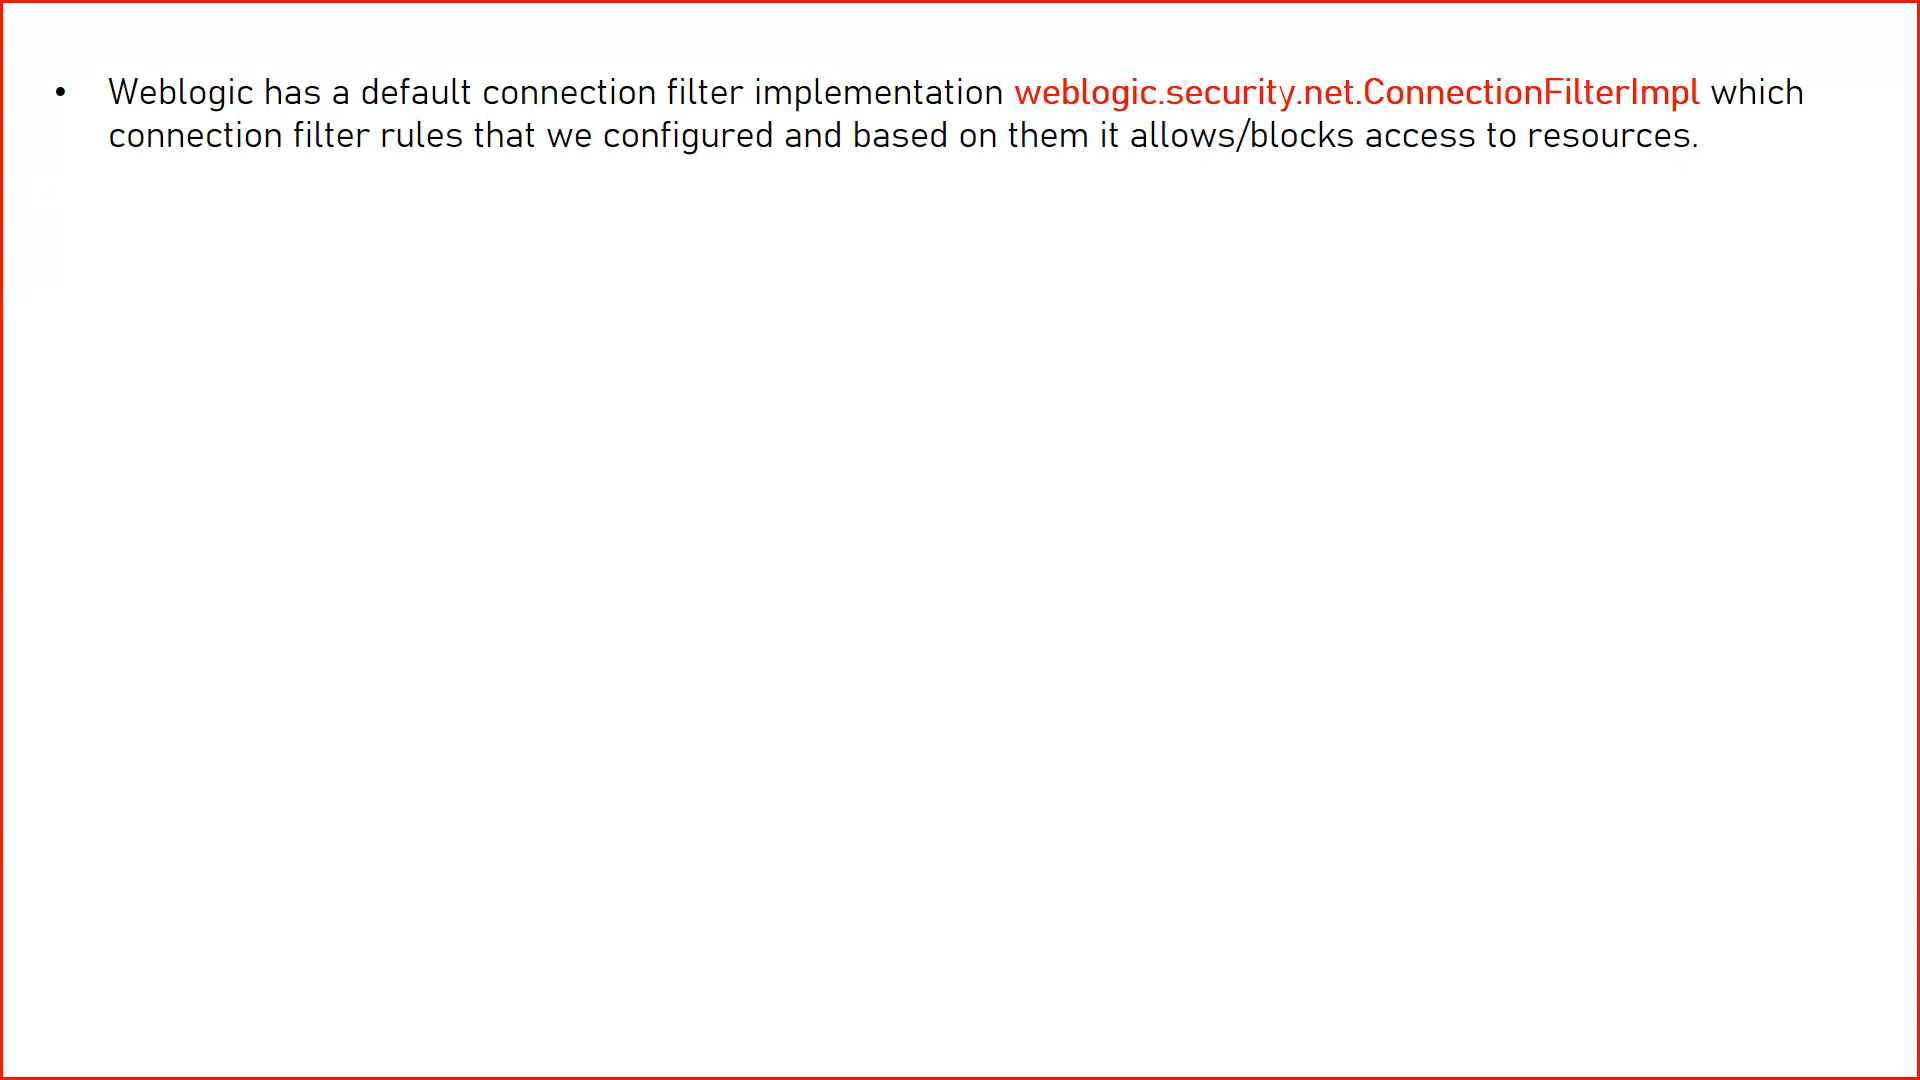 • Weblogic has a default connection filter implementation weblogic.security.net.ConnectionFilterImpl which
connection filter rules that we configured and based on them it allows/blocks access to resources.